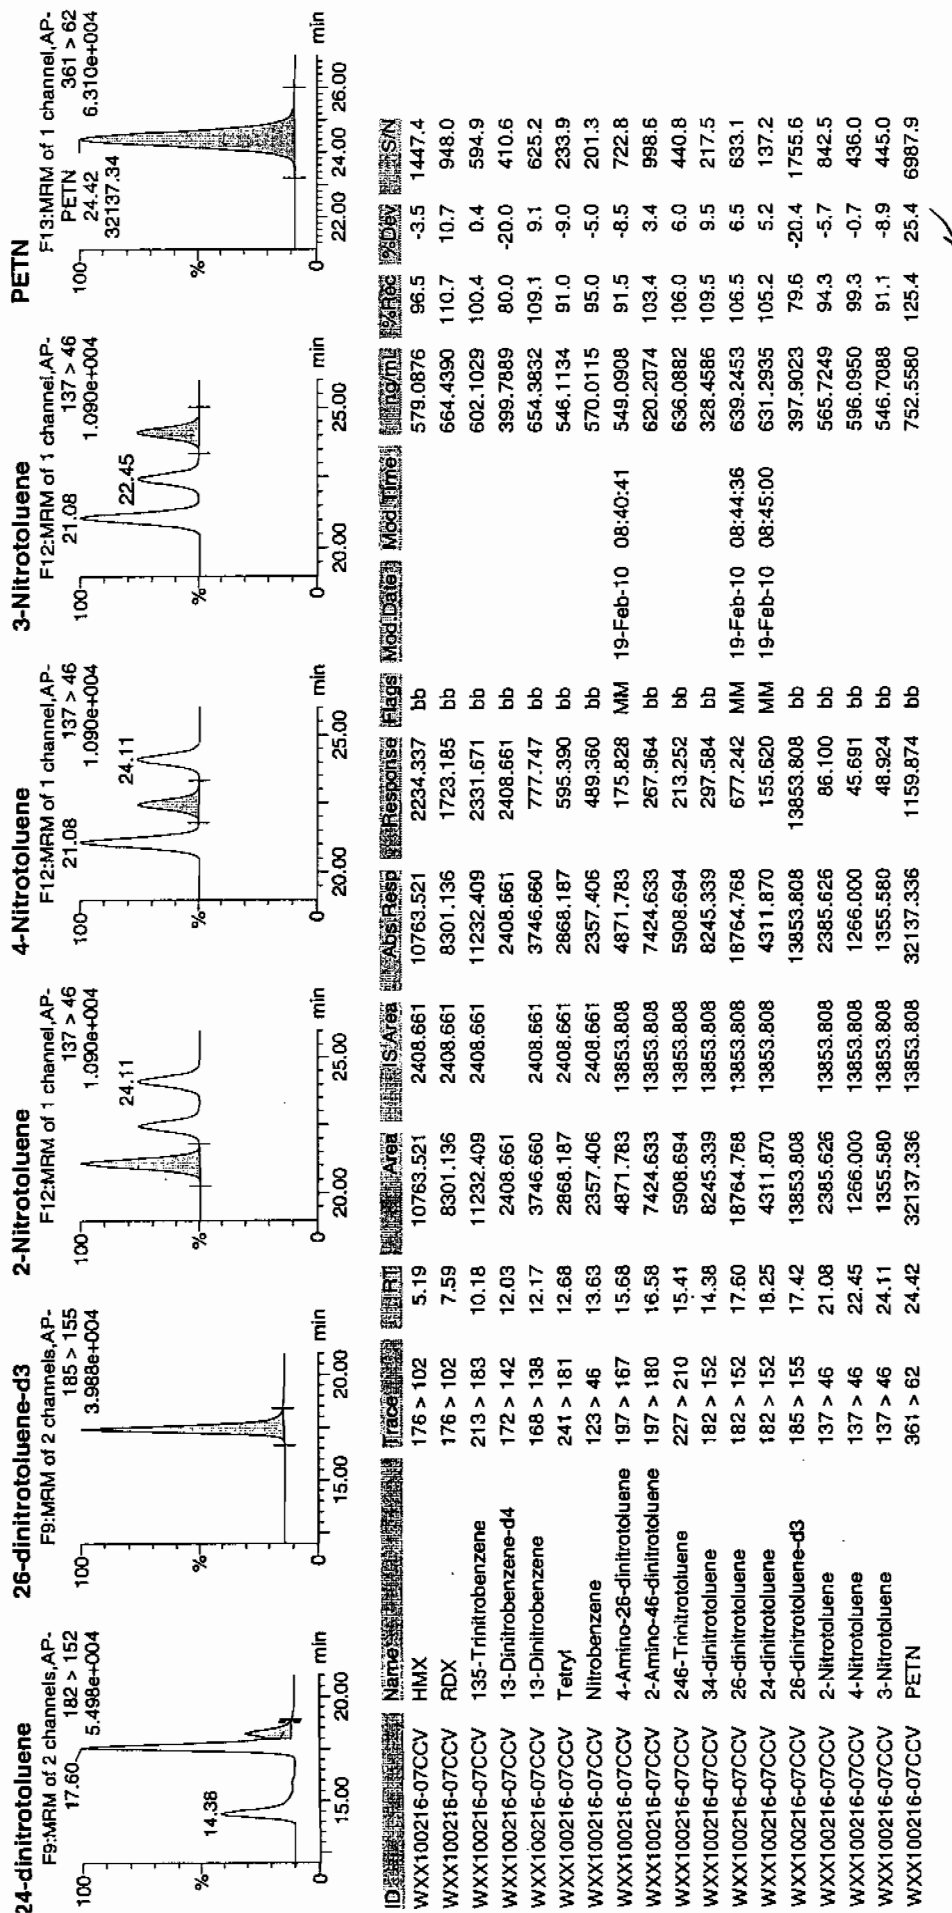 24-dinitrotoluene
F9:MRM of 2 channels,AP-
182 > 152
5.498e+004
17.60
14.38
100
%
0
15.00 20.00 min
26-dinitrotoluene-d3
F9:MRM of 2 channels,AP-
185 > 155
3.988e+004
100
%
0
15.00 20.00 min
2-Nitrotoluene
F12:MRM of 1 channel,AP-
137 > 46
1.090e+004
24.11
100
%
0
20.00 25.00 min
4-Nitrotoluene
F12:MRM of 1 channel,AP-
137 > 46
1.090e+004
21.08
24.11
100
%
0
20.00 25.00 min
3-Nitrotoluene
F12:MRM of 1 channel,AP-
137 > 46
1.090e+004
21.08
22.45
100
%
0
20.00 25.00 min
PETN
F13:MRM of 1 channel,AP-
361 > 62
6.310e+004
PETN
24.42
32137.34
100
%
0
22.00 24.00 26.00 min
ID Name Trace RT Area IS Area Abs.Resp Response Flags Mod.Date Mod.Time ng/mL %Rec %Dev S/N
WXX100216-07CCV HMX 176 > 102 5.19 10763.521 2408.661 10763.521 2234.337 bb 579.0876 96.5 -3.5 1447.4
WXX100216-07CCV RDX 176 > 102 7.59 8301.136 2408.661 8301.136 1723.185 bb 664.4390 110.7 10.7 948.0
WXX100216-07CCV 135-Trinitrobenzene 213 > 183 10.18 11232.409 2408.661 11232.409 2331.671 bb 602.1029 100.4 0.4 594.9
WXX100216-07CCV 13-Dinitrobenzene-d4 172 > 142 12.03 2408.661 2408.661 2408.661 bb 399.7889 80.0 -20.0 410.6
WXX100216-07CCV 13-Dinitrobenzene 168 > 138 12.17 3746.660 2408.661 3746.660 777.747 bb 654.3832 109.1 9.1 625.2
WXX100216-07CCV Tetryl 241 > 181 12.68 2868.187 2408.661 2868.187 595.390 bb 546.1134 91.0 -9.0 233.9
WXX100216-07CCV Nitrobenzene 123 > 46 13.63 2357.406 2408.661 2357.406 489.360 bb 570.0115 95.0 -5.0 201.3
WXX100216-07CCV 4-Amino-26-dinitrotoluene 197 > 167 15.68 4871.783 13853.808 4871.783 175.828 MM 19-Feb-10 08:40:41 549.0908 91.5 -8.5 722.8
WXX100216-07CCV 2-Amino-46-dinitrotoluene 197 > 180 16.58 7424.633 13853.808 7424.633 267.964 bb 620.2074 103.4 3.4 998.6
WXX100216-07CCV 246-Trinitrotoluene 227 > 210 15.41 5908.694 13853.808 5908.694 213.252 bb 636.0882 106.0 6.0 440.8
WXX100216-07CCV 34-dinitrotoluene 182 > 152 14.38 8245.339 13853.808 8245.339 297.584 bb 328.4586 109.5 9.5 217.5
WXX100216-07CCV 26-dinitrotoluene 182 > 152 17.60 18764.768 13853.808 18764.768 677.242 MM 19-Feb-10 08:44:36 639.2453 106.5 6.5 633.1
WXX100216-07CCV 24-dinitrotoluene 182 > 152 18.25 4311.870 13853.808 4311.870 155.620 MM 19-Feb-10 08:45:00 631.2935 105.2 5.2 137.2
WXX100216-07CCV 26-dinitrotoluene-d3 185 > 155 17.42 13853.808 13853.808 13853.808 bb 397.9023 79.6 -20.4 1755.6
WXX100216-07CCV 2-Nitrotoluene 137 > 46 21.08 2385.626 13853.808 2385.626 86.100 bb 565.7249 94.3 -5.7 842.5
WXX100216-07CCV 4-Nitrotoluene 137 > 46 22.45 1266.000 13853.808 1266.000 45.691 bb 596.0950 99.3 -0.7 436.0
WXX100216-07CCV 3-Nitrotoluene 137 > 46 24.11 1355.580 13853.808 1355.580 48.924 bb 546.7088 91.1 -8.9 445.0
WXX100216-07CCV PETN 361 > 62 24.42 32137.336 13853.808 32137.336 1159.874 bb 752.5580 125.4 25.4 6987.9